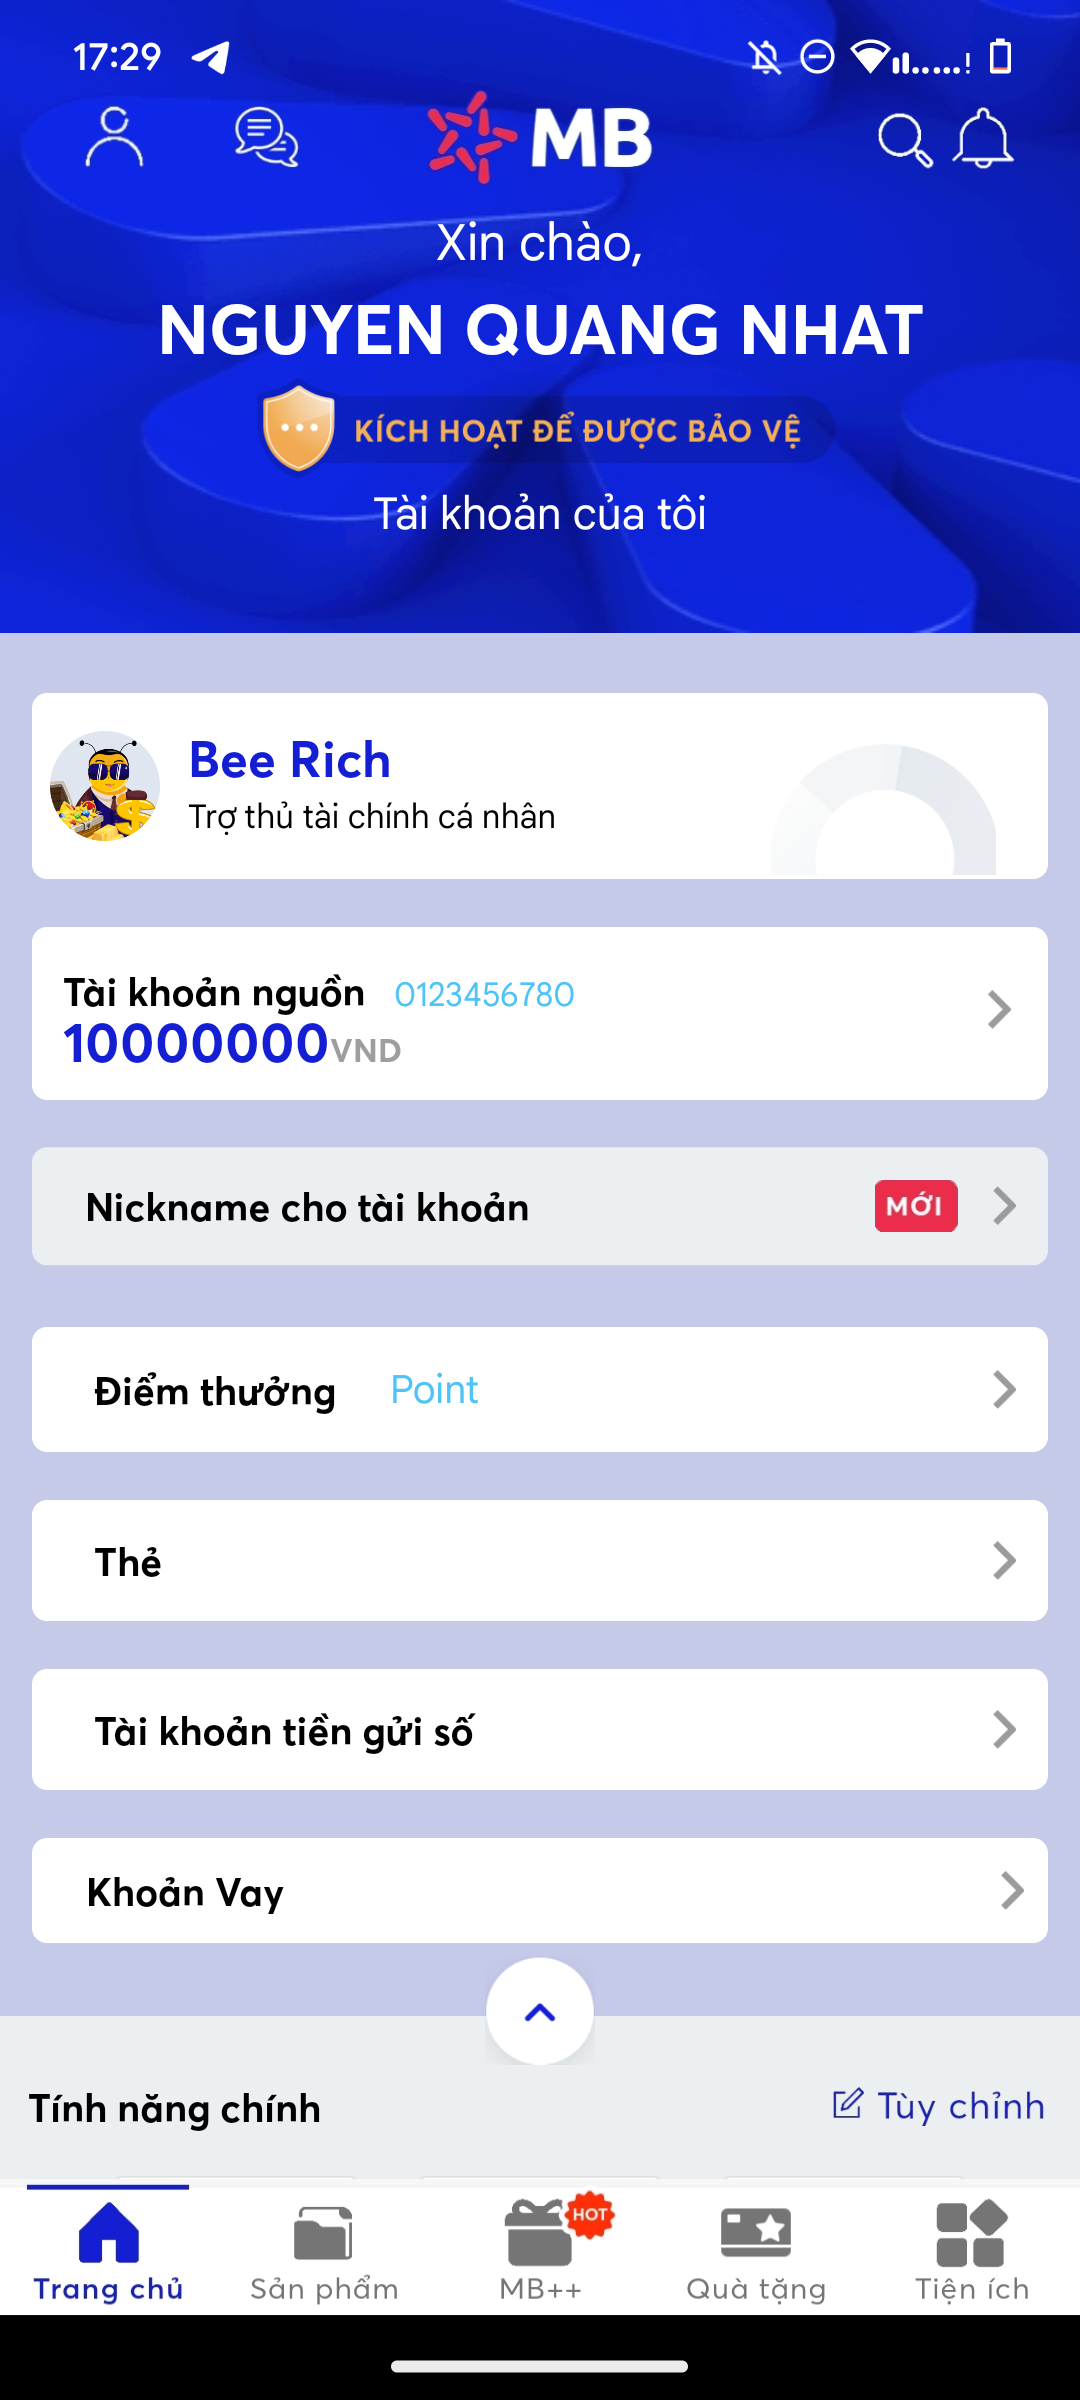 17:29
MB
Xin chào,
NGUYEN QUANG NHAT
KÍCH HOẠT ĐỂ ĐƯỢC BẢO VỆ
Tài khoản của tôi
Bee Rich
Trợ thủ tài chính cá nhân
Tài khoản nguồn 0123456780
10000000VND
Nickname cho tài khoản MỚI
Điểm thưởng Point
Thẻ
Tài khoản tiền gửi số
Khoản Vay
Tính năng chính Tùy chỉnh
HOT
Trang chủ Sản phẩm MB++ Quà tặng Tiện ích